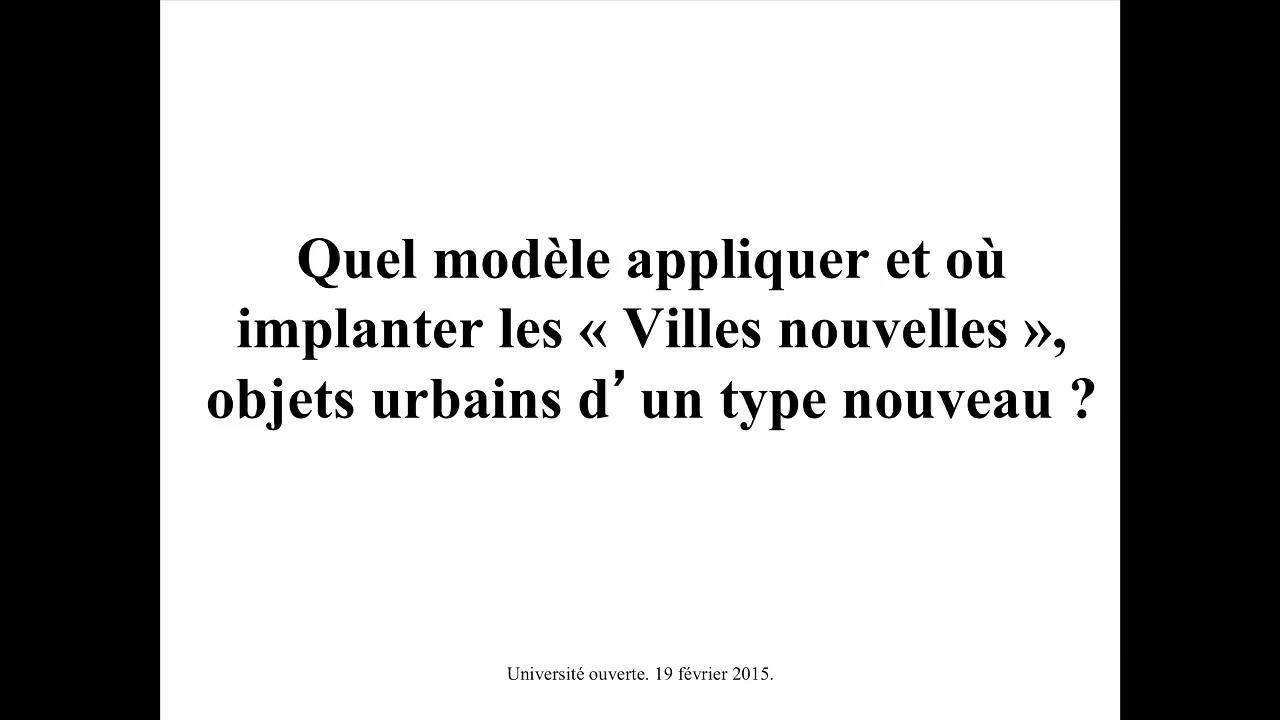 Quel modèle appliquer et où
implanter les « Villes nouvelles »,
objets urbains d’ un type nouveau ?
Université ouverte. 19 février 2015.